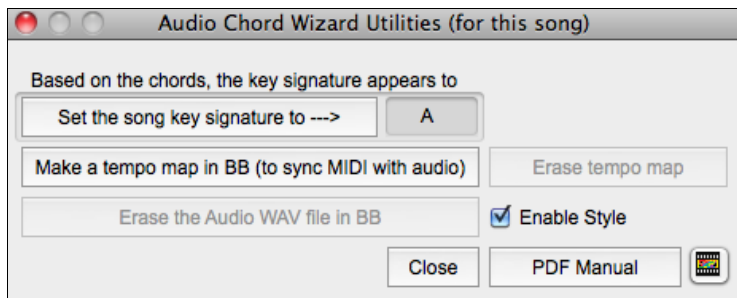 Audio Chord Wizard Utilities (for this song)
Based on the chords, the key signature appears to
Set the song key signature to ---> A
Make a tempo map in BB (to sync MIDI with audio) Erase tempo map
Erase the Audio WAV file in BB Enable Style
Close PDF Manual